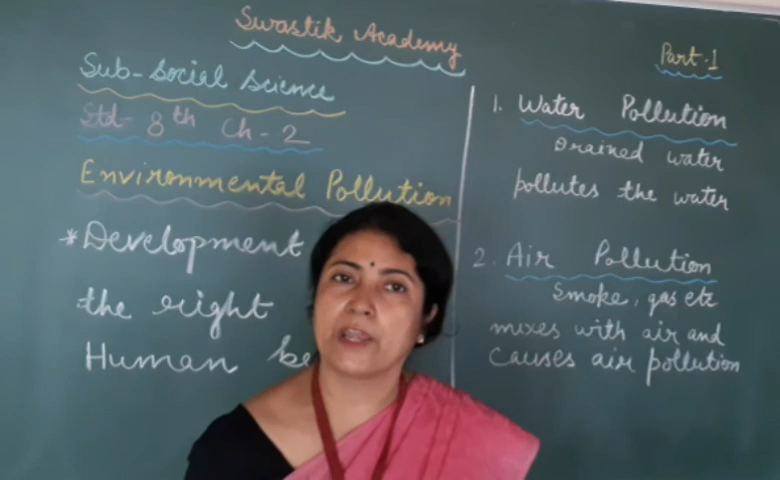 Swastik Academy
Part-1
Sub-Social Science
Std 8th Ch-2
Environmental Pollution
*Development
the right
Human be
1. Water Pollution
Drained water
pollutes the water
2. Air Pollution
Smoke, gas etc
mixes with air and
causes air pollution